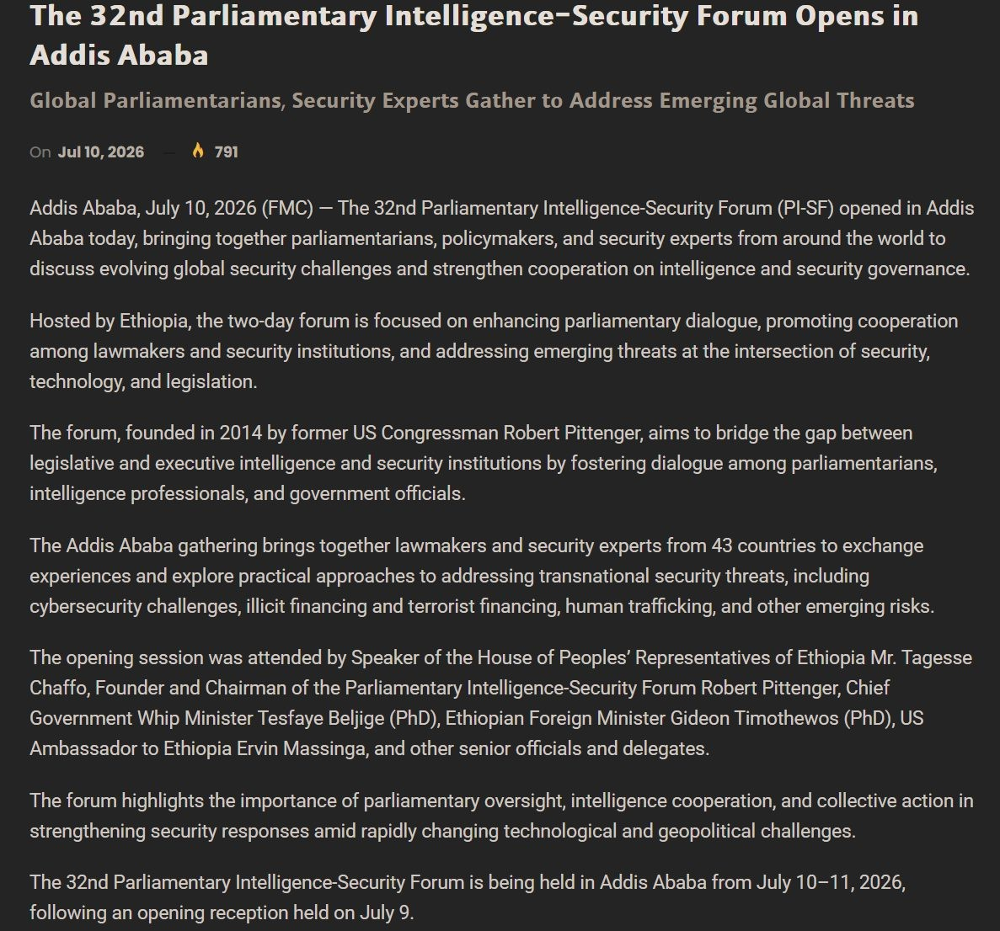 The 32nd Parliamentary Intelligence-Security Forum Opens in
Addis Ababa
Global Parliamentarians, Security Experts Gather to Address Emerging Global Threats
On Jul 10, 2026 — 791
Addis Ababa, July 10, 2026 (FMC) — The 32nd Parliamentary Intelligence-Security Forum (PI-SF) opened in Addis
Ababa today, bringing together parliamentarians, policymakers, and security experts from around the world to
discuss evolving global security challenges and strengthen cooperation on intelligence and security governance.
Hosted by Ethiopia, the two-day forum is focused on enhancing parliamentary dialogue, promoting cooperation
among lawmakers and security institutions, and addressing emerging threats at the intersection of security,
technology, and legislation.
The forum, founded in 2014 by former US Congressman Robert Pittenger, aims to bridge the gap between
legislative and executive intelligence and security institutions by fostering dialogue among parliamentarians,
intelligence professionals, and government officials.
The Addis Ababa gathering brings together lawmakers and security experts from 43 countries to exchange
experiences and explore practical approaches to addressing transnational security threats, including
cybersecurity challenges, illicit financing and terrorist financing, human trafficking, and other emerging risks.
The opening session was attended by Speaker of the House of Peoples’ Representatives of Ethiopia Mr. Tagesse
Chaffo, Founder and Chairman of the Parliamentary Intelligence-Security Forum Robert Pittenger, Chief
Government Whip Minister Tesfaye Beljige (PhD), Ethiopian Foreign Minister Gideon Timothewos (PhD), US
Ambassador to Ethiopia Ervin Massinga, and other senior officials and delegates.
The forum highlights the importance of parliamentary oversight, intelligence cooperation, and collective action in
strengthening security responses amid rapidly changing technological and geopolitical challenges.
The 32nd Parliamentary Intelligence-Security Forum is being held in Addis Ababa from July 10–11, 2026,
following an opening reception held on July 9.